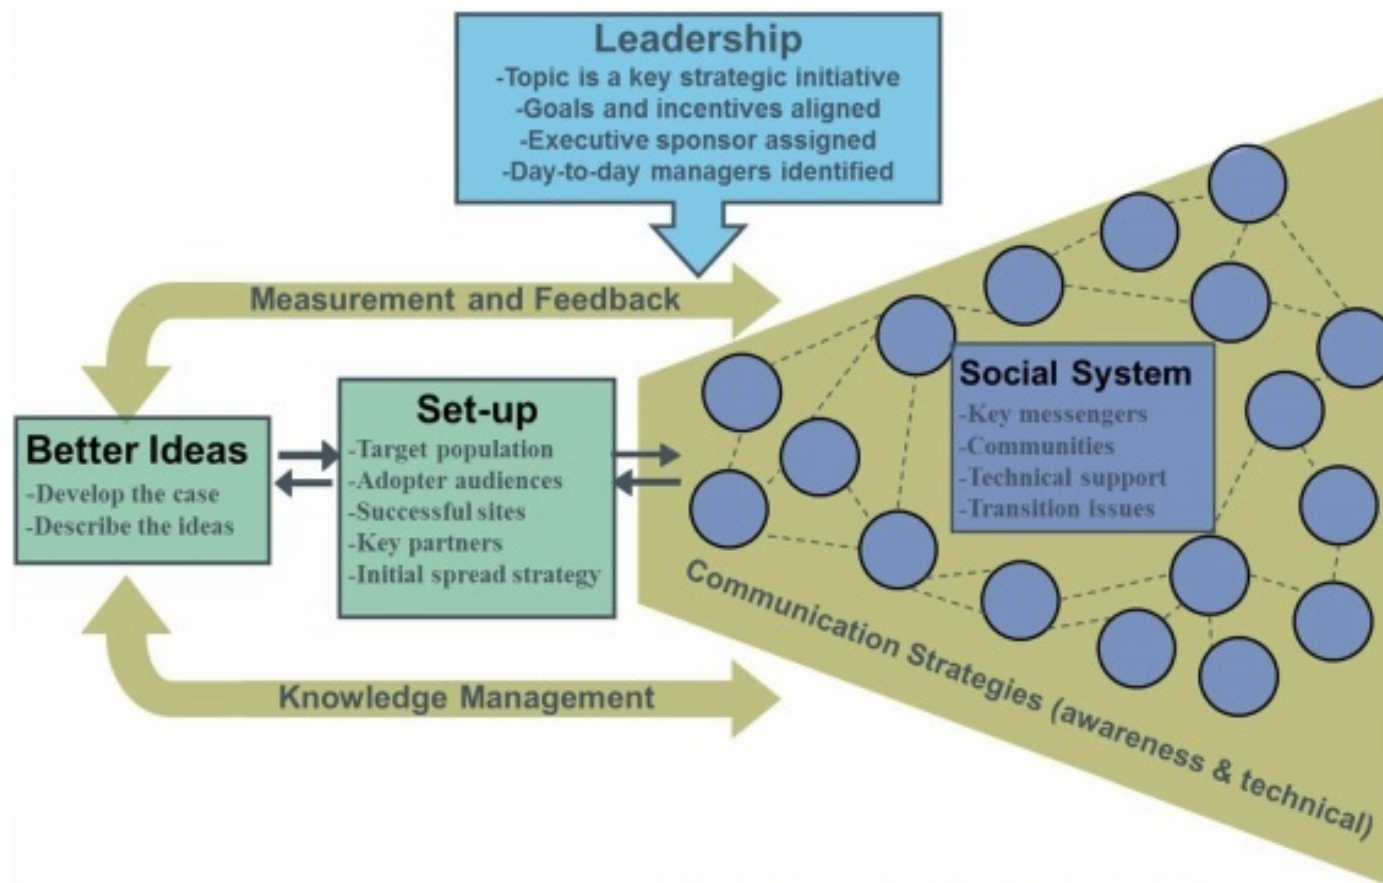 Leadership
-Topic is a key strategic initiative
-Goals and incentives aligned
-Executive sponsor assigned
-Day-to-day managers identified
Measurement and Feedback
Better Ideas
-Develop the case
-Describe the ideas
Set-up
-Target population
-Adopter audiences
-Successful sites
-Key partners
-Initial spread strategy
Social System
-Key messengers
-Communities
-Technical support
-Transition issues
Communication Strategies (awareness & technical)
Knowledge Management